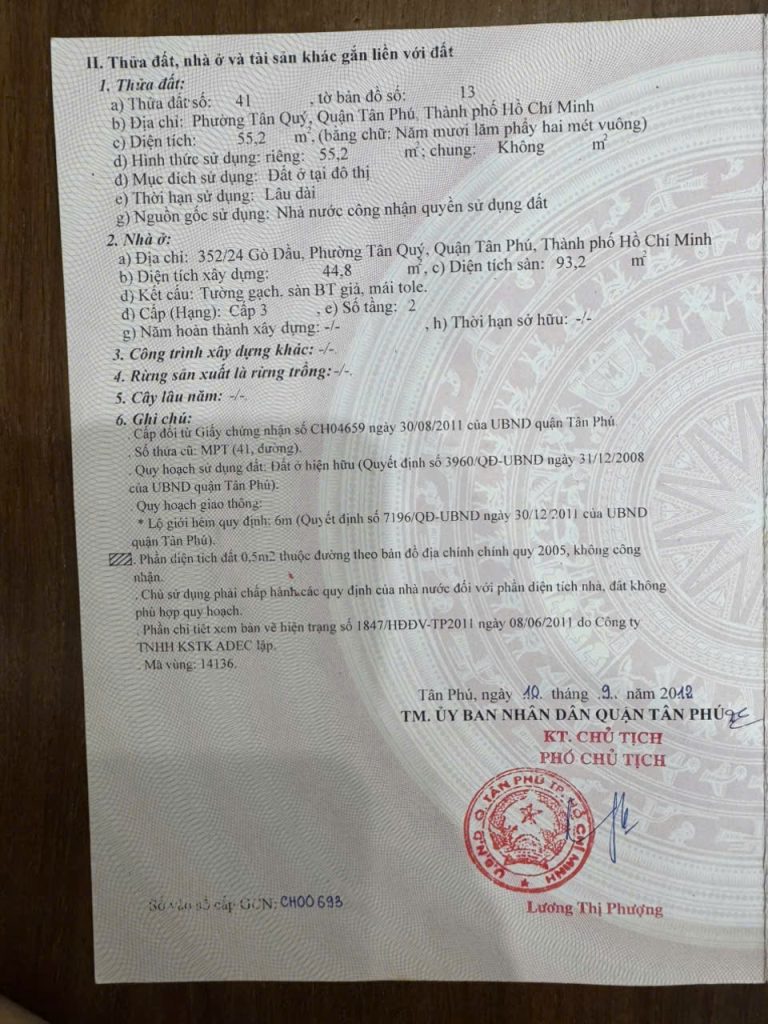 II. Thửa đất, nhà ở và tài sản khác gắn liền với đất
1. Thửa đất:
a) Thửa đất số: 41 , tờ bản đồ số: 13
b) Địa chỉ: Phường Tân Quý, Quận Tân Phú, Thành phố Hồ Chí Minh
c) Diện tích: 55,2 m², (bằng chữ: Năm mươi lăm phẩy hai mét vuông)
d) Hình thức sử dụng: riêng: 55,2 m²; chung: Không m²
đ) Mục đích sử dụng: Đất ở tại đô thị
e) Thời hạn sử dụng: Lâu dài
g) Nguồn gốc sử dụng: Nhà nước công nhận quyền sử dụng đất
2. Nhà ở:
a) Địa chỉ: 352/24 Gò Dầu, Phường Tân Quý, Quận Tân Phú, Thành phố Hồ Chí Minh
b) Diện tích xây dựng: 44,8 m², c) Diện tích sàn: 93,2 m²
d) Kết cấu: Tường gạch, sàn BT giả, mái tole.
đ) Cấp (Hạng): Cấp 3 , e) Số tầng: 2
g) Năm hoàn thành xây dựng: -/- , h) Thời hạn sở hữu: -/-
3. Công trình xây dựng khác: -/-.
4. Rừng sản xuất là rừng trồng: -/-.
5. Cây lâu năm: -/-.
6. Ghi chú:
. Cấp đổi từ Giấy chứng nhận số CH04659 ngày 30/08/2011 của UBND quận Tân Phú
. Số thửa cũ: MPT (41, đường).
. Quy hoạch sử dụng đất: Đất ở hiện hữu (Quyết định số 3960/QĐ-UBND ngày 31/12/2008
của UBND quận Tân Phú).
. Quy hoạch giao thông:
* Lộ giới hẻm quy định: 6m (Quyết định số 7196/QĐ-UBND ngày 30/12/2011 của UBND
quận Tân Phú).
. Phần diện tích đất 0,5m2 thuộc đường theo bản đồ địa chính chính quy 2005, không công
nhận.
. Chủ sử dụng phải chấp hành các quy định của nhà nước đối với phần diện tích nhà, đất không
phù hợp quy hoạch.
. Phần chi tiết xem bản vẽ hiện trạng số 1847/HĐĐV-TP2011 ngày 08/06/2011 do Công ty
TNHH KSTK ADEC lập.
. Mã vùng: 14136.
Tân Phú, ngày 10. tháng .9.. năm 2012
TM. ỦY BAN NHÂN DÂN QUẬN TÂN PHÚ
KT. CHỦ TỊCH
PHÓ CHỦ TỊCH
U.B.N.D Q. TÂN PHÚ TP. HỒ CHÍ MINH
Lương Thị Phượng
Số vào sổ cấp GCN: CH00693